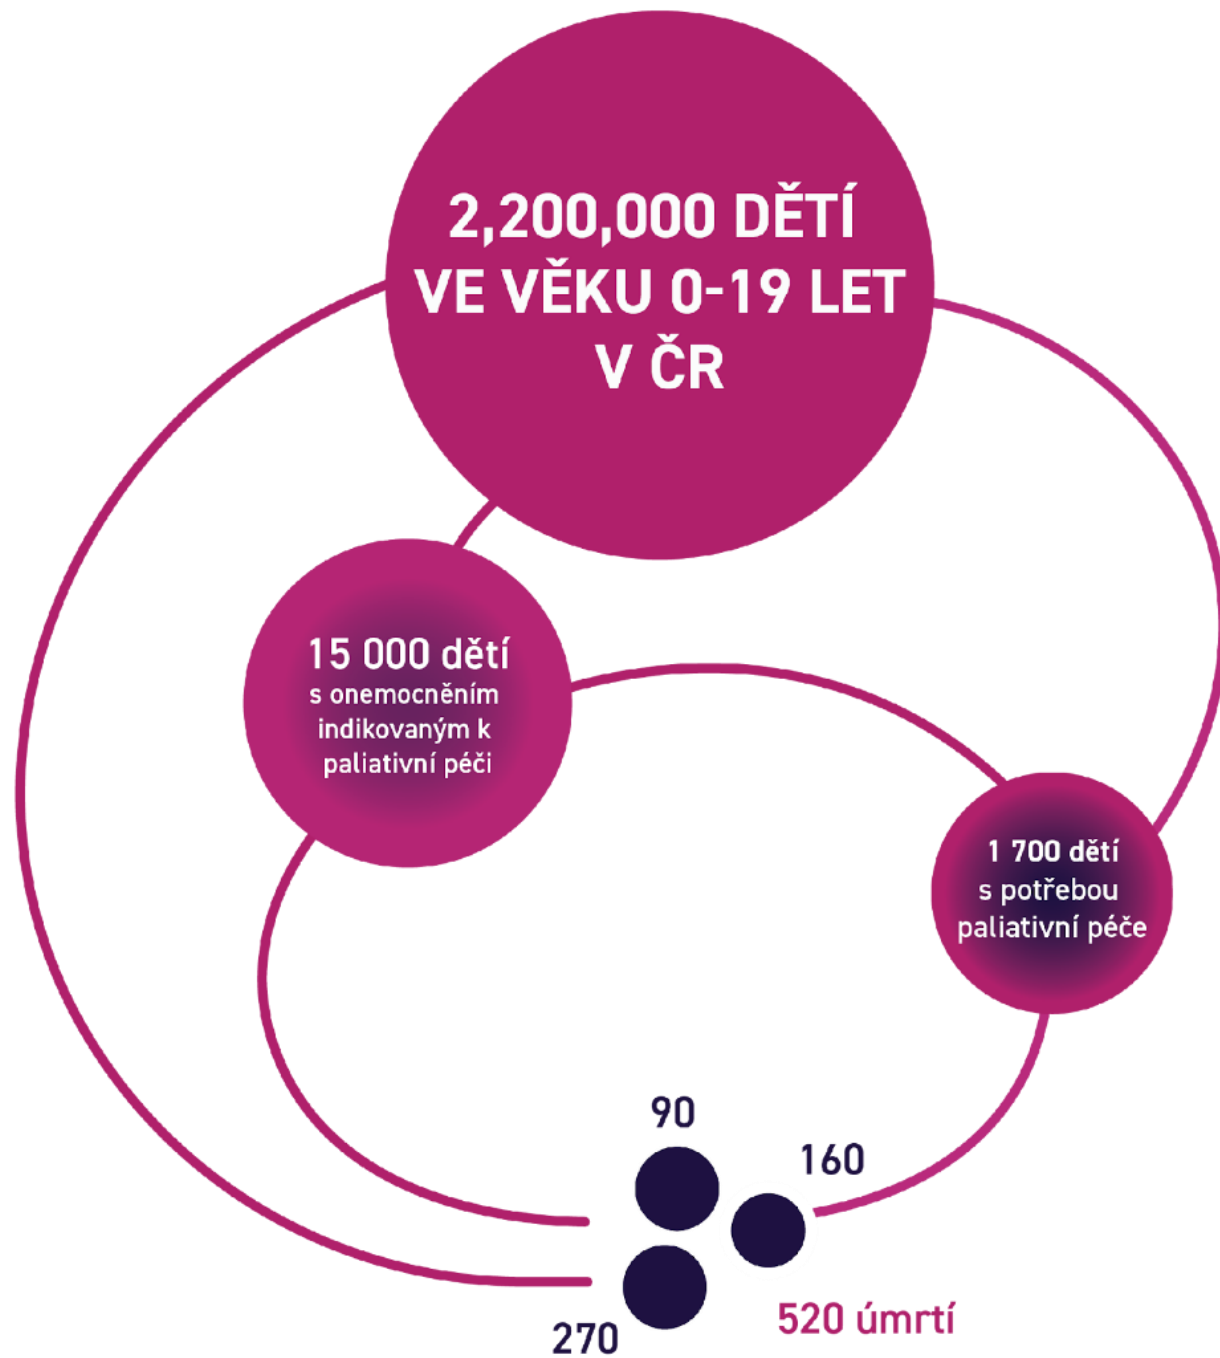 2,200,000 DĚTÍ
VE VĚKU 0-19 LET
V ČR
15 000 dětí
s onemocněním
indikovaným k
paliativní péči
1 700 dětí
s potřebou
paliativní péče
90
160
270
520 úmrtí